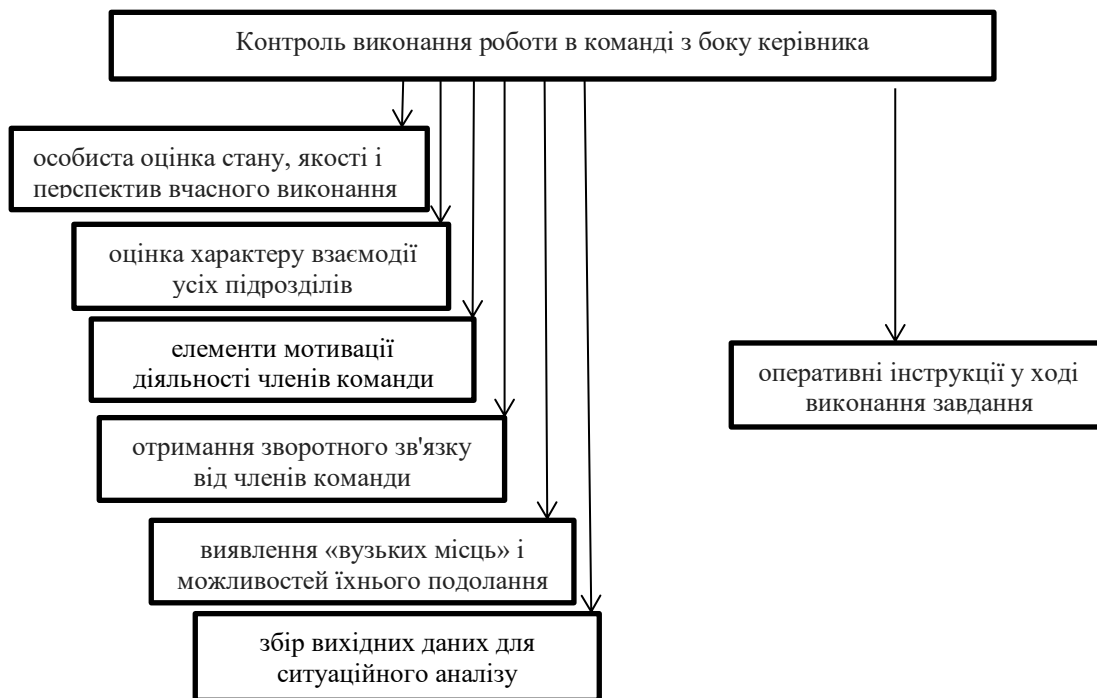 Контроль виконання роботи в команді з боку керівника
особиста оцінка стану, якості і
перспектив вчасного виконання
оцінка характеру взаємодії
усіх підрозділів
елементи мотивації
діяльності членів команди
отримання зворотного зв'язку
від членів команди
виявлення «вузьких місць» і
можливостей їхнього подолання
збір вихідних даних для
ситуаційного аналізу
оперативні інструкції у ході
виконання завдання